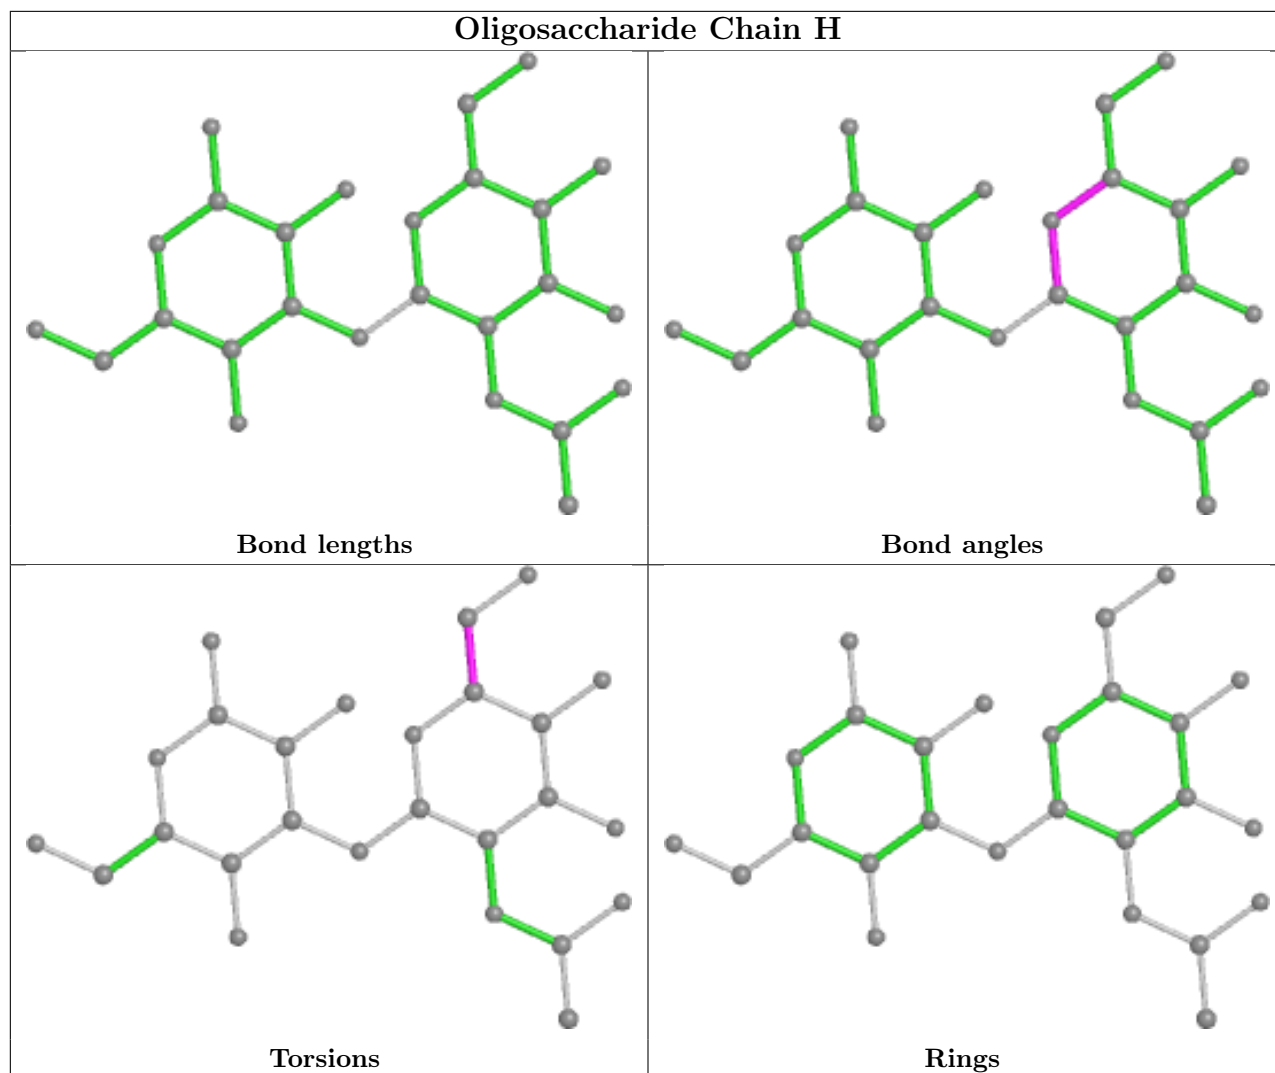 Oligosaccharide Chain H
Bond lengths
Bond angles
Torsions
Rings